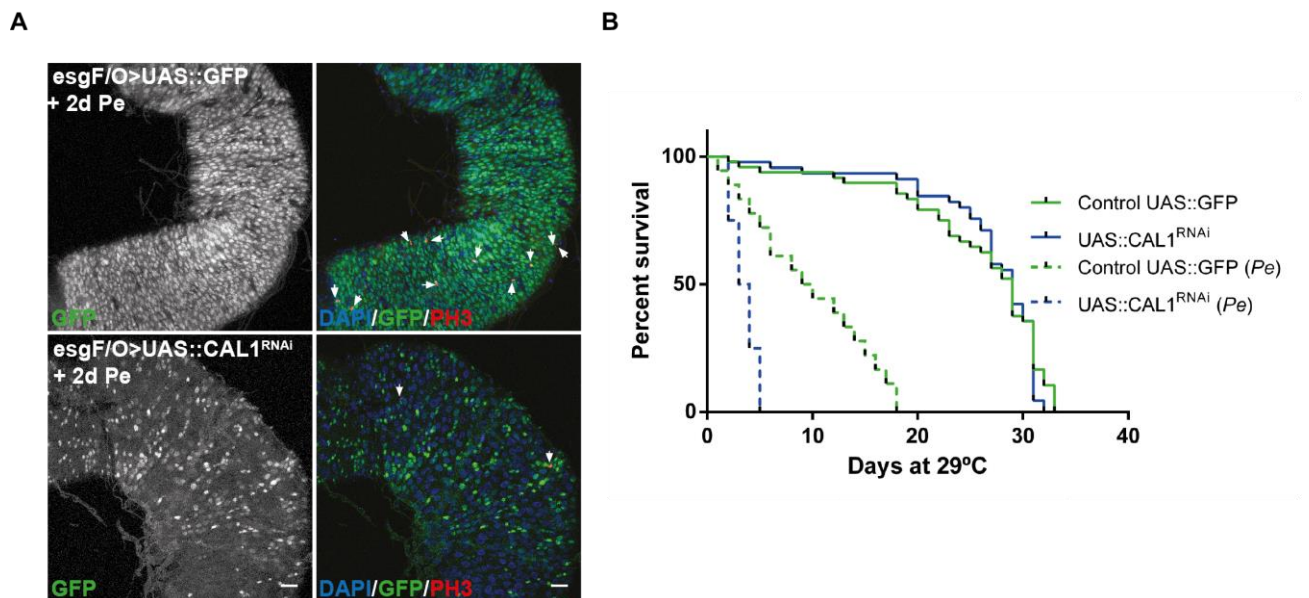 A
esgF/O>UAS::GFP
+ 2d Pe
GFP
DAPI/GFP/PH3
esgF/O>UAS::CAL1RNAi
+ 2d Pe
GFP
DAPI/GFP/PH3
B
Percent survival
100
50
0
0 10 20 30 40
Days at 29ºC
Control UAS::GFP
UAS::CAL1RNAi
Control UAS::GFP (Pe)
UAS::CAL1RNAi (Pe)